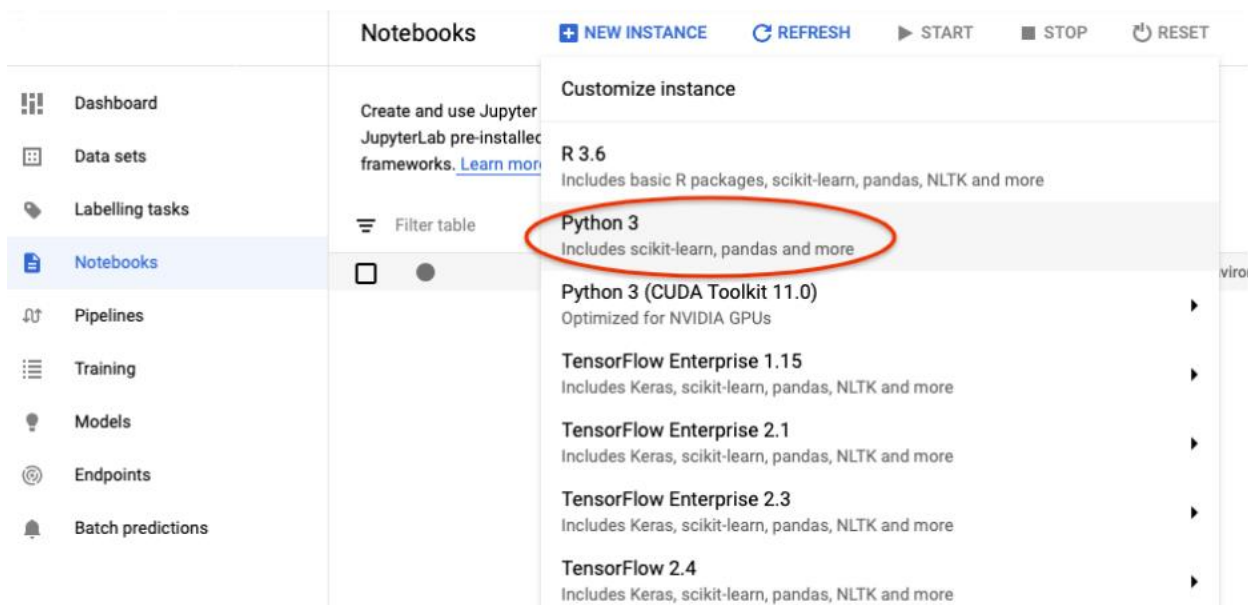 Notebooks
NEW INSTANCE
REFRESH
START
STOP
RESET
Dashboard
Data sets
Labelling tasks
Notebooks
Pipelines
Training
Models
Endpoints
Batch predictions
Create and use Jupyter
JupyterLab pre-installed
frameworks. Learn more
Filter table
Customize instance
R 3.6
Includes basic R packages, scikit-learn, pandas, NLTK and more
Python 3
Includes scikit-learn, pandas and more
Python 3 (CUDA Toolkit 11.0)
Optimized for NVIDIA GPUs
TensorFlow Enterprise 1.15
Includes Keras, scikit-learn, pandas, NLTK and more
TensorFlow Enterprise 2.1
Includes Keras, scikit-learn, pandas, NLTK and more
TensorFlow Enterprise 2.3
Includes Keras, scikit-learn, pandas, NLTK and more
TensorFlow 2.4
Includes Keras, scikit-learn, pandas, NLTK and more